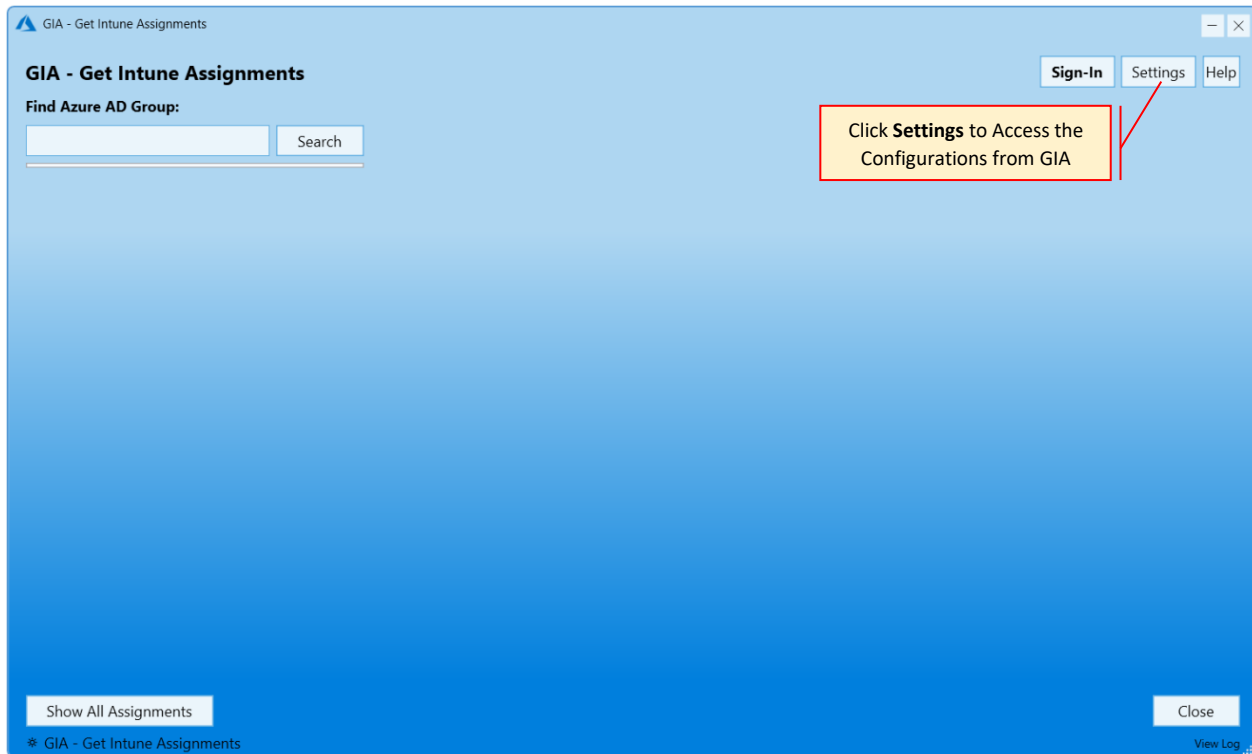 GIA - Get Intune Assignments
GIA - Get Intune Assignments
Sign-In
Settings
Help
Find Azure AD Group:
Search
Click Settings to Access the
Configurations from GIA
Show All Assignments
Close
GIA - Get Intune Assignments
View Log